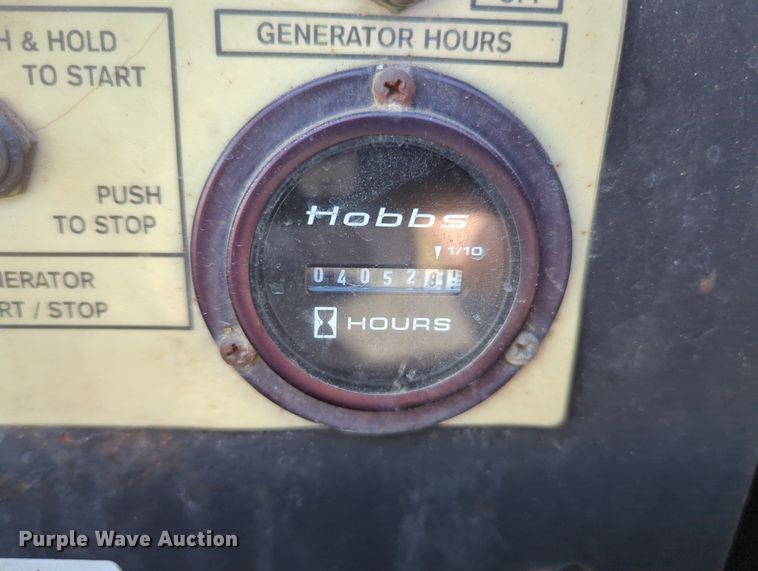 GENERATOR HOURS
H & HOLD
TO START
PUSH
TO STOP
NERATOR
RT / STOP
Hobbs
1/10
04052
HOURS
Purple Wave Auction